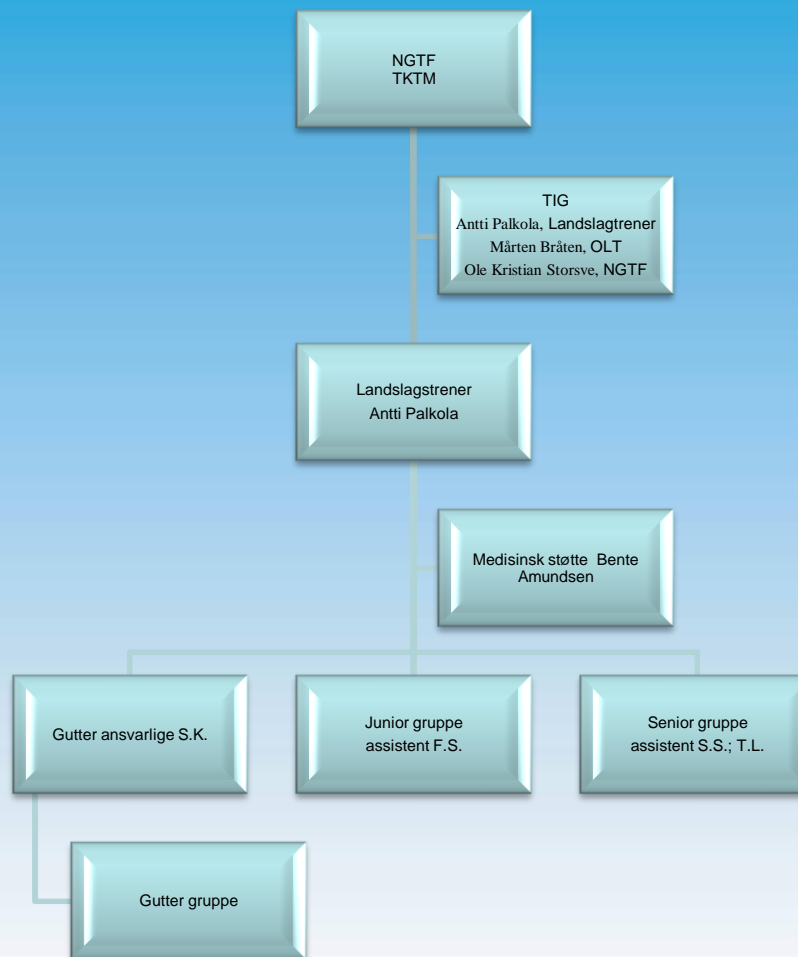 NGTF
TKTM
TIG
Antti Palkola, Landslagtrener
Mårten Bråten, OLT
Ole Kristian Storsve, NGTF
Landslagstrener
Antti Palkola
Medisinsk støtte  Bente
Amundsen
Gutter ansvarlige S.K.
Junior gruppe
assistent F.S.
Senior gruppe
assistent S.S.; T.L.
Gutter gruppe